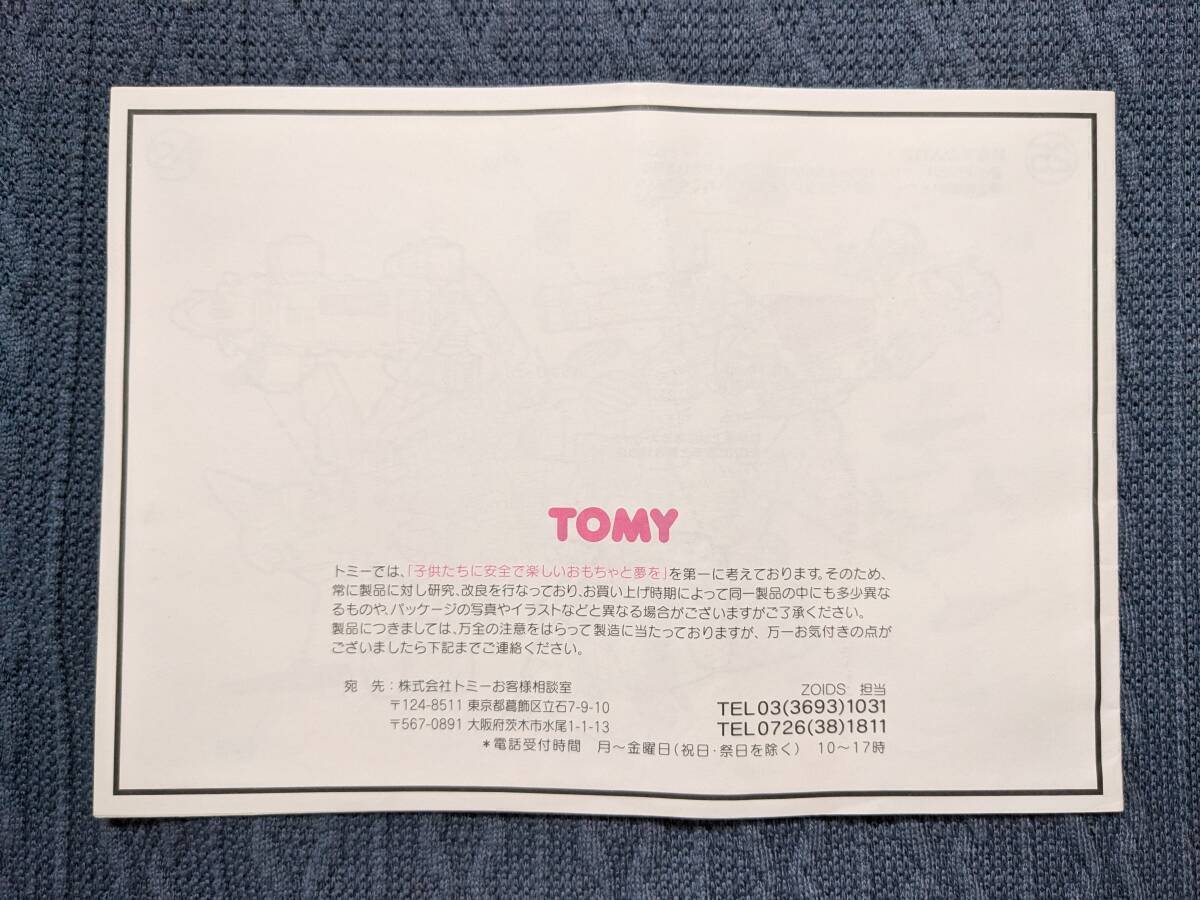 TOMY
トミーでは、「子供たちに安全で楽しいおもちゃと夢を」を第一に考えております。そのため、
常に製品に対し研究、改良を行なっており、お買い上げ時期によって同一製品の中にも多少異な
るものや、パッケージの写真やイラストなどと異なる場合がございますがご了承ください。
製品につきましては、万全の注意をはらって製造に当たっておりますが、万一お気付きの点が
ございましたら下記までご連絡ください。
宛 先:株式会社トミーお客様相談室 ZOIDS 担当
〒124-8511 東京都葛飾区立石7-9-10 TEL03(3693)1031
〒567-0891 大阪府茨木市水尾1-1-13 TEL0726(38)1811
*電話受付時間 月〜金曜日(祝日・祭日を除く) 10〜17時